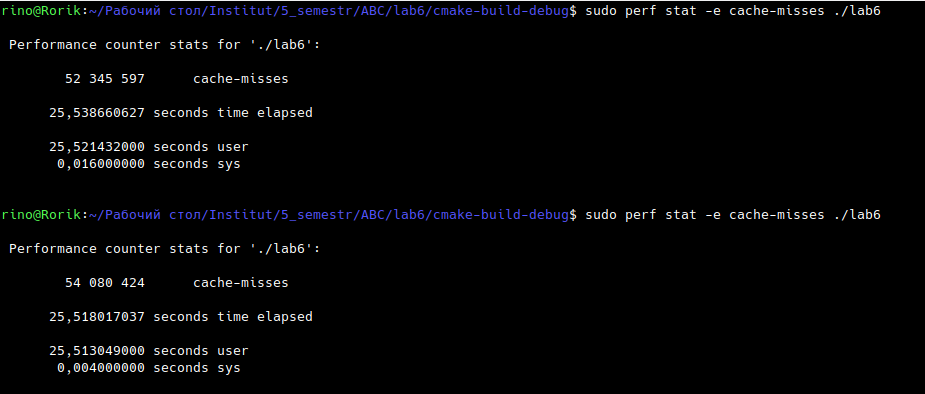 rino@Rorik:~/Рабочий стол/Institut/5_semestr/ABC/lab6/cmake-build-debug$ sudo perf stat -e cache-misses ./lab6
Performance counter stats for './lab6':
52 345 597      cache-misses
25,538660627 seconds time elapsed
25,521432000 seconds user
0,016000000 seconds sys
rino@Rorik:~/Рабочий стол/Institut/5_semestr/ABC/lab6/cmake-build-debug$ sudo perf stat -e cache-misses ./lab6
Performance counter stats for './lab6':
54 080 424      cache-misses
25,518017037 seconds time elapsed
25,513049000 seconds user
0,004000000 seconds sys